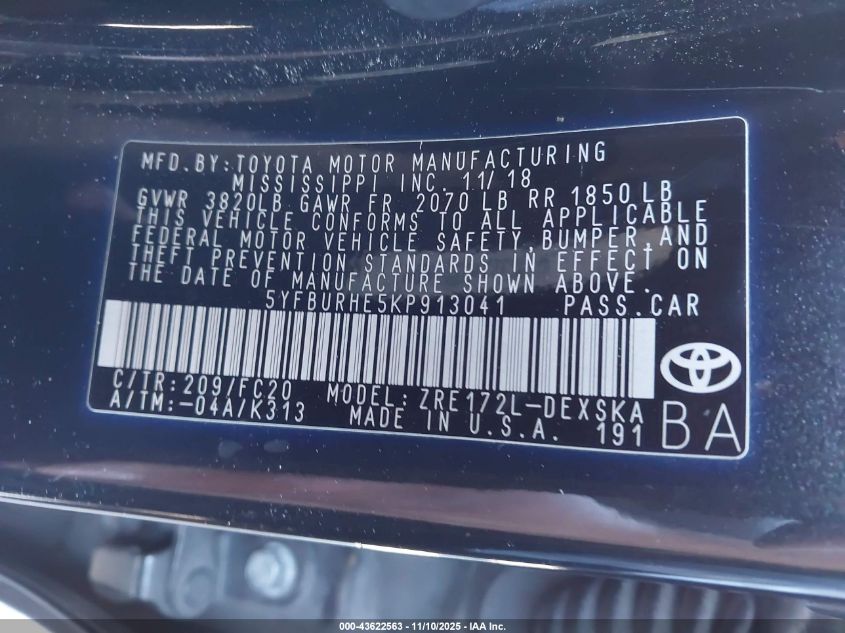 MFD.BY:TOYOTA MOTOR MANUFACTURING
MISSISSIPPI INC. 11/18
GVWR 3820LB GAWR FR 2070 LB RR 1850 LB
THIS VEHICLE CONFORMS TO ALL APPLICABLE
FEDERAL MOTOR VEHICLE SAFETY,BUMPER,AND
THEFT PREVENTION STANDARDS IN EFFECT ON
THE DATE OF MANUFACTURE SHOWN ABOVE.
5YFBURHE5KP913041 PASS.CAR
C/TR:209/FC20 MODEL:ZRE172L-DEXSKA
A/TM:-04A/K313 MADE IN U.S.A. 191
BA
000-43622563 - 11/10/2025 - IAA Inc.